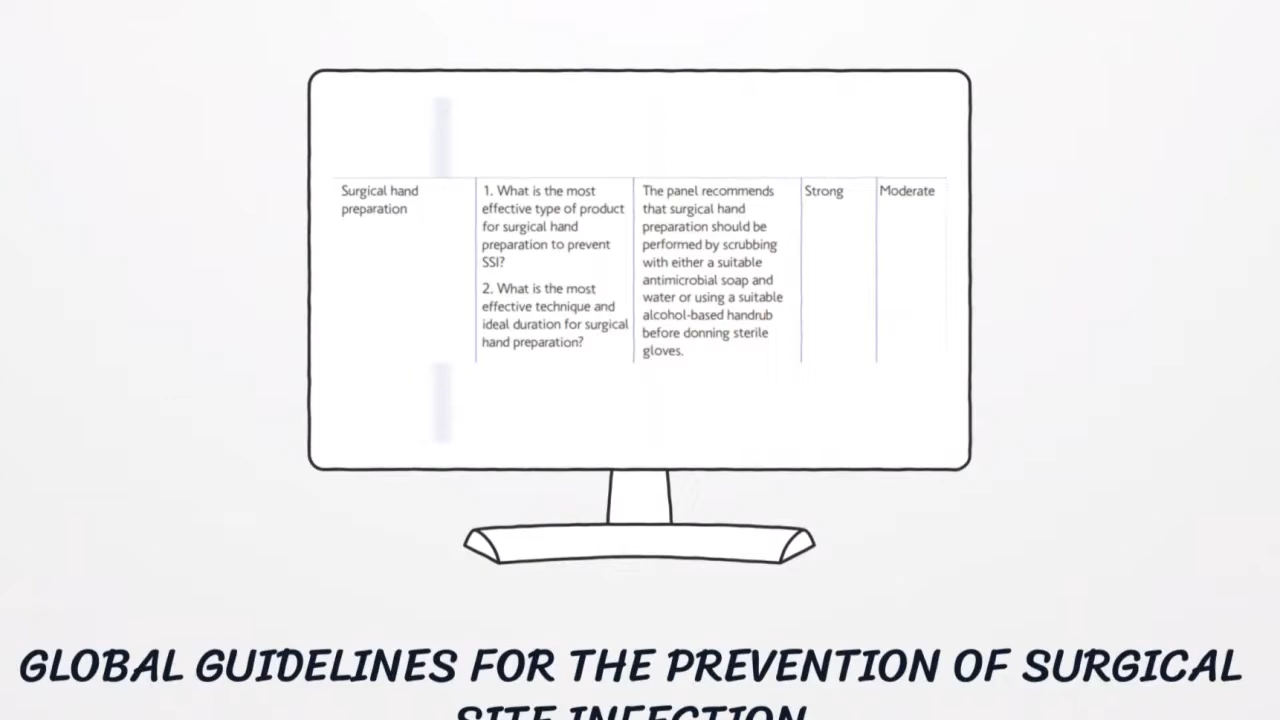 Surgical hand
preparation
1. What is the most
effective type of product
for surgical hand
preparation to prevent
SSI?
2. What is the most
effective technique and
ideal duration for surgical
hand preparation?
The panel recommends
that surgical hand
preparation should be
performed by scrubbing
with either a suitable
antimicrobial soap and
water or using a suitable
alcohol-based handrub
before donning sterile
gloves.
Strong
Moderate
GLOBAL GUIDELINES FOR THE PREVENTION OF SURGICAL
SITE INFECTION